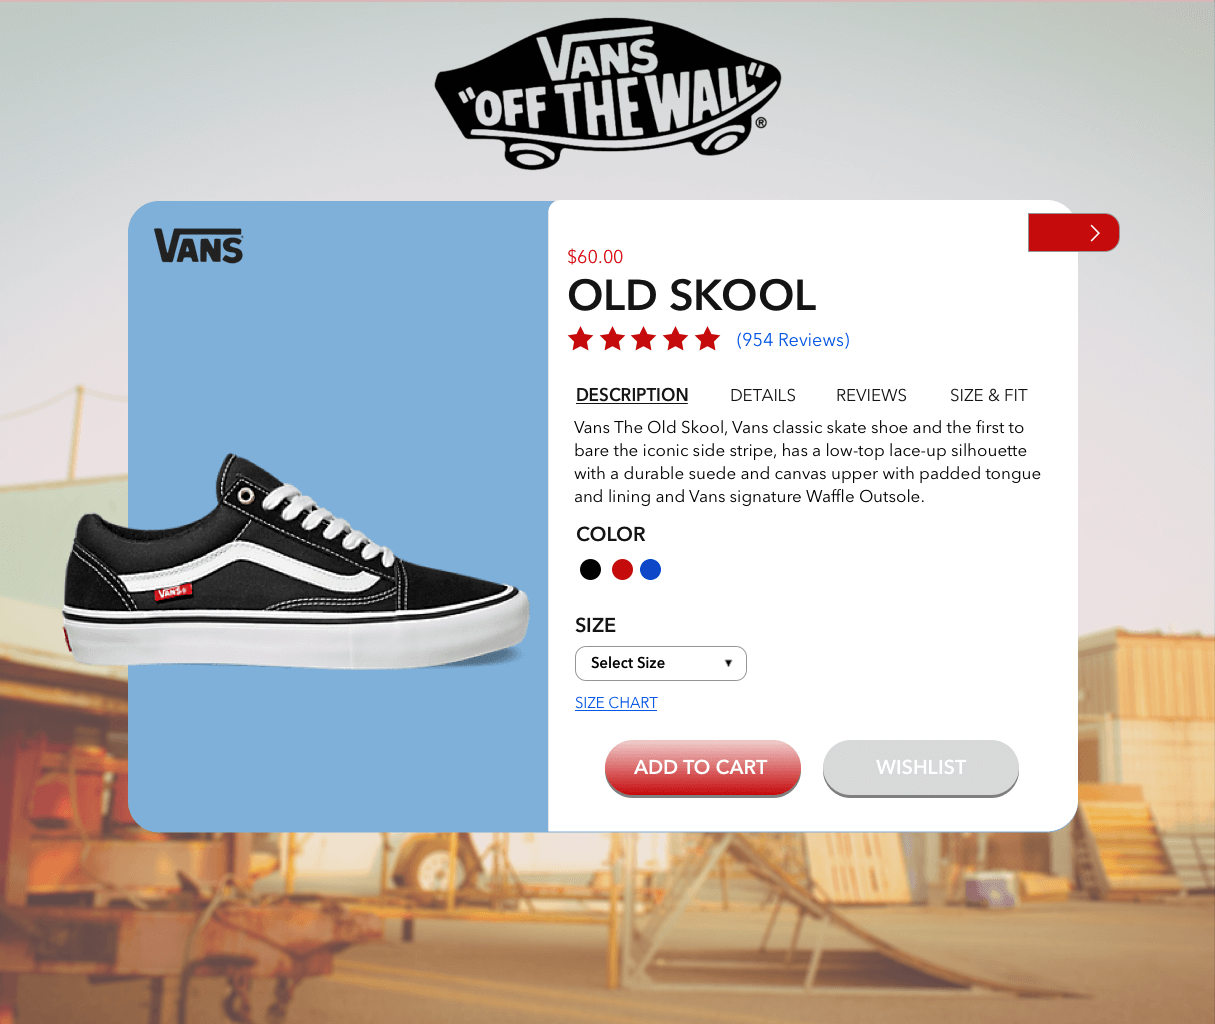 VANS
"OFF THE WALL"®
VANS
$60.00
OLD SKOOL
(954 Reviews)
DESCRIPTION DETAILS REVIEWS SIZE & FIT
Vans The Old Skool, Vans classic skate shoe and the first to
bare the iconic side stripe, has a low-top lace-up silhouette
with a durable suede and canvas upper with padded tongue
and lining and Vans signature Waffle Outsole.
VANS
COLOR
SIZE
Select Size
SIZE CHART
ADD TO CART WISHLIST